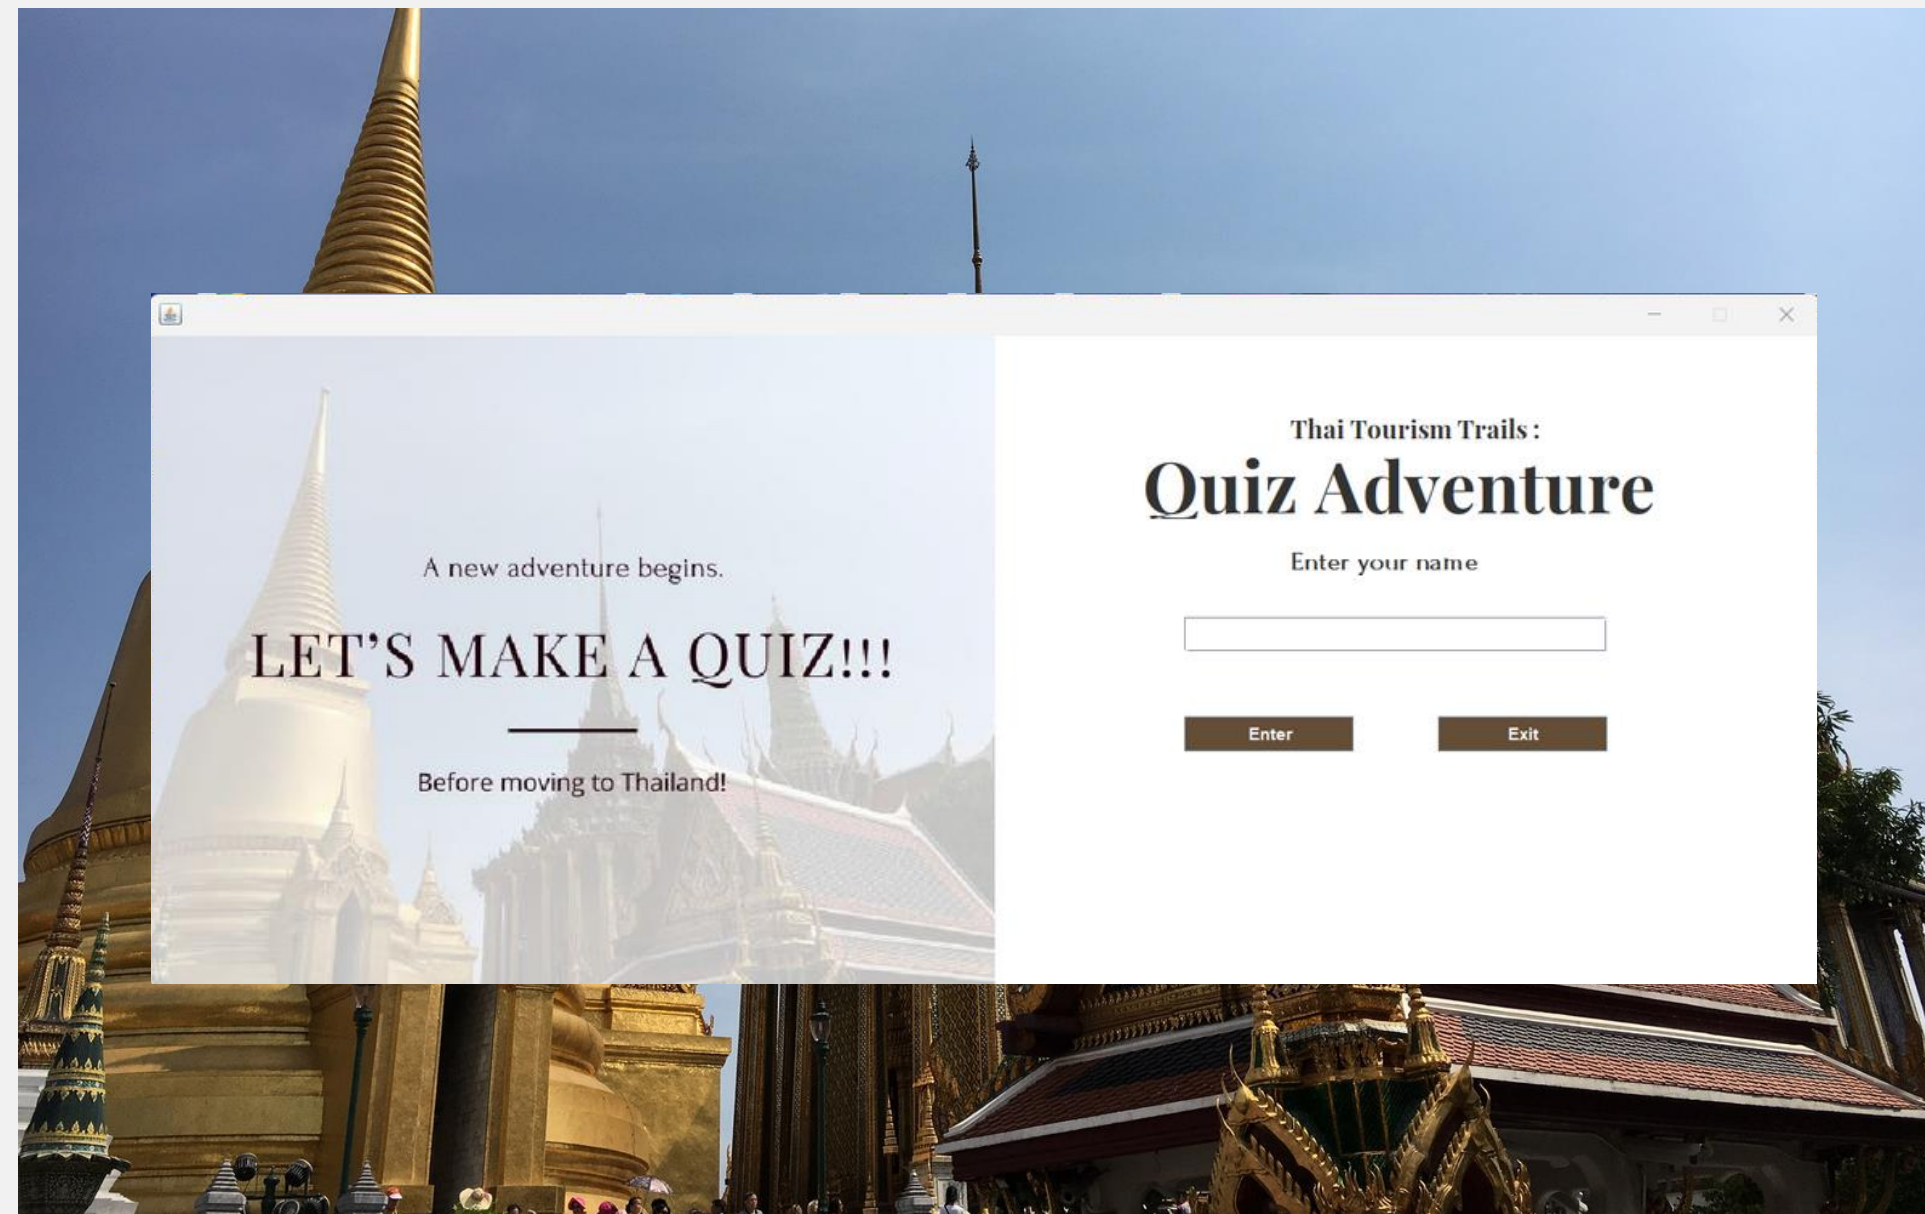 A new adventure begins.
LET'S MAKE A QUIZ!!!
Before moving to Thailand!
Thai Tourism Trails :
Quiz Adventure
Enter your name
Enter
Exit